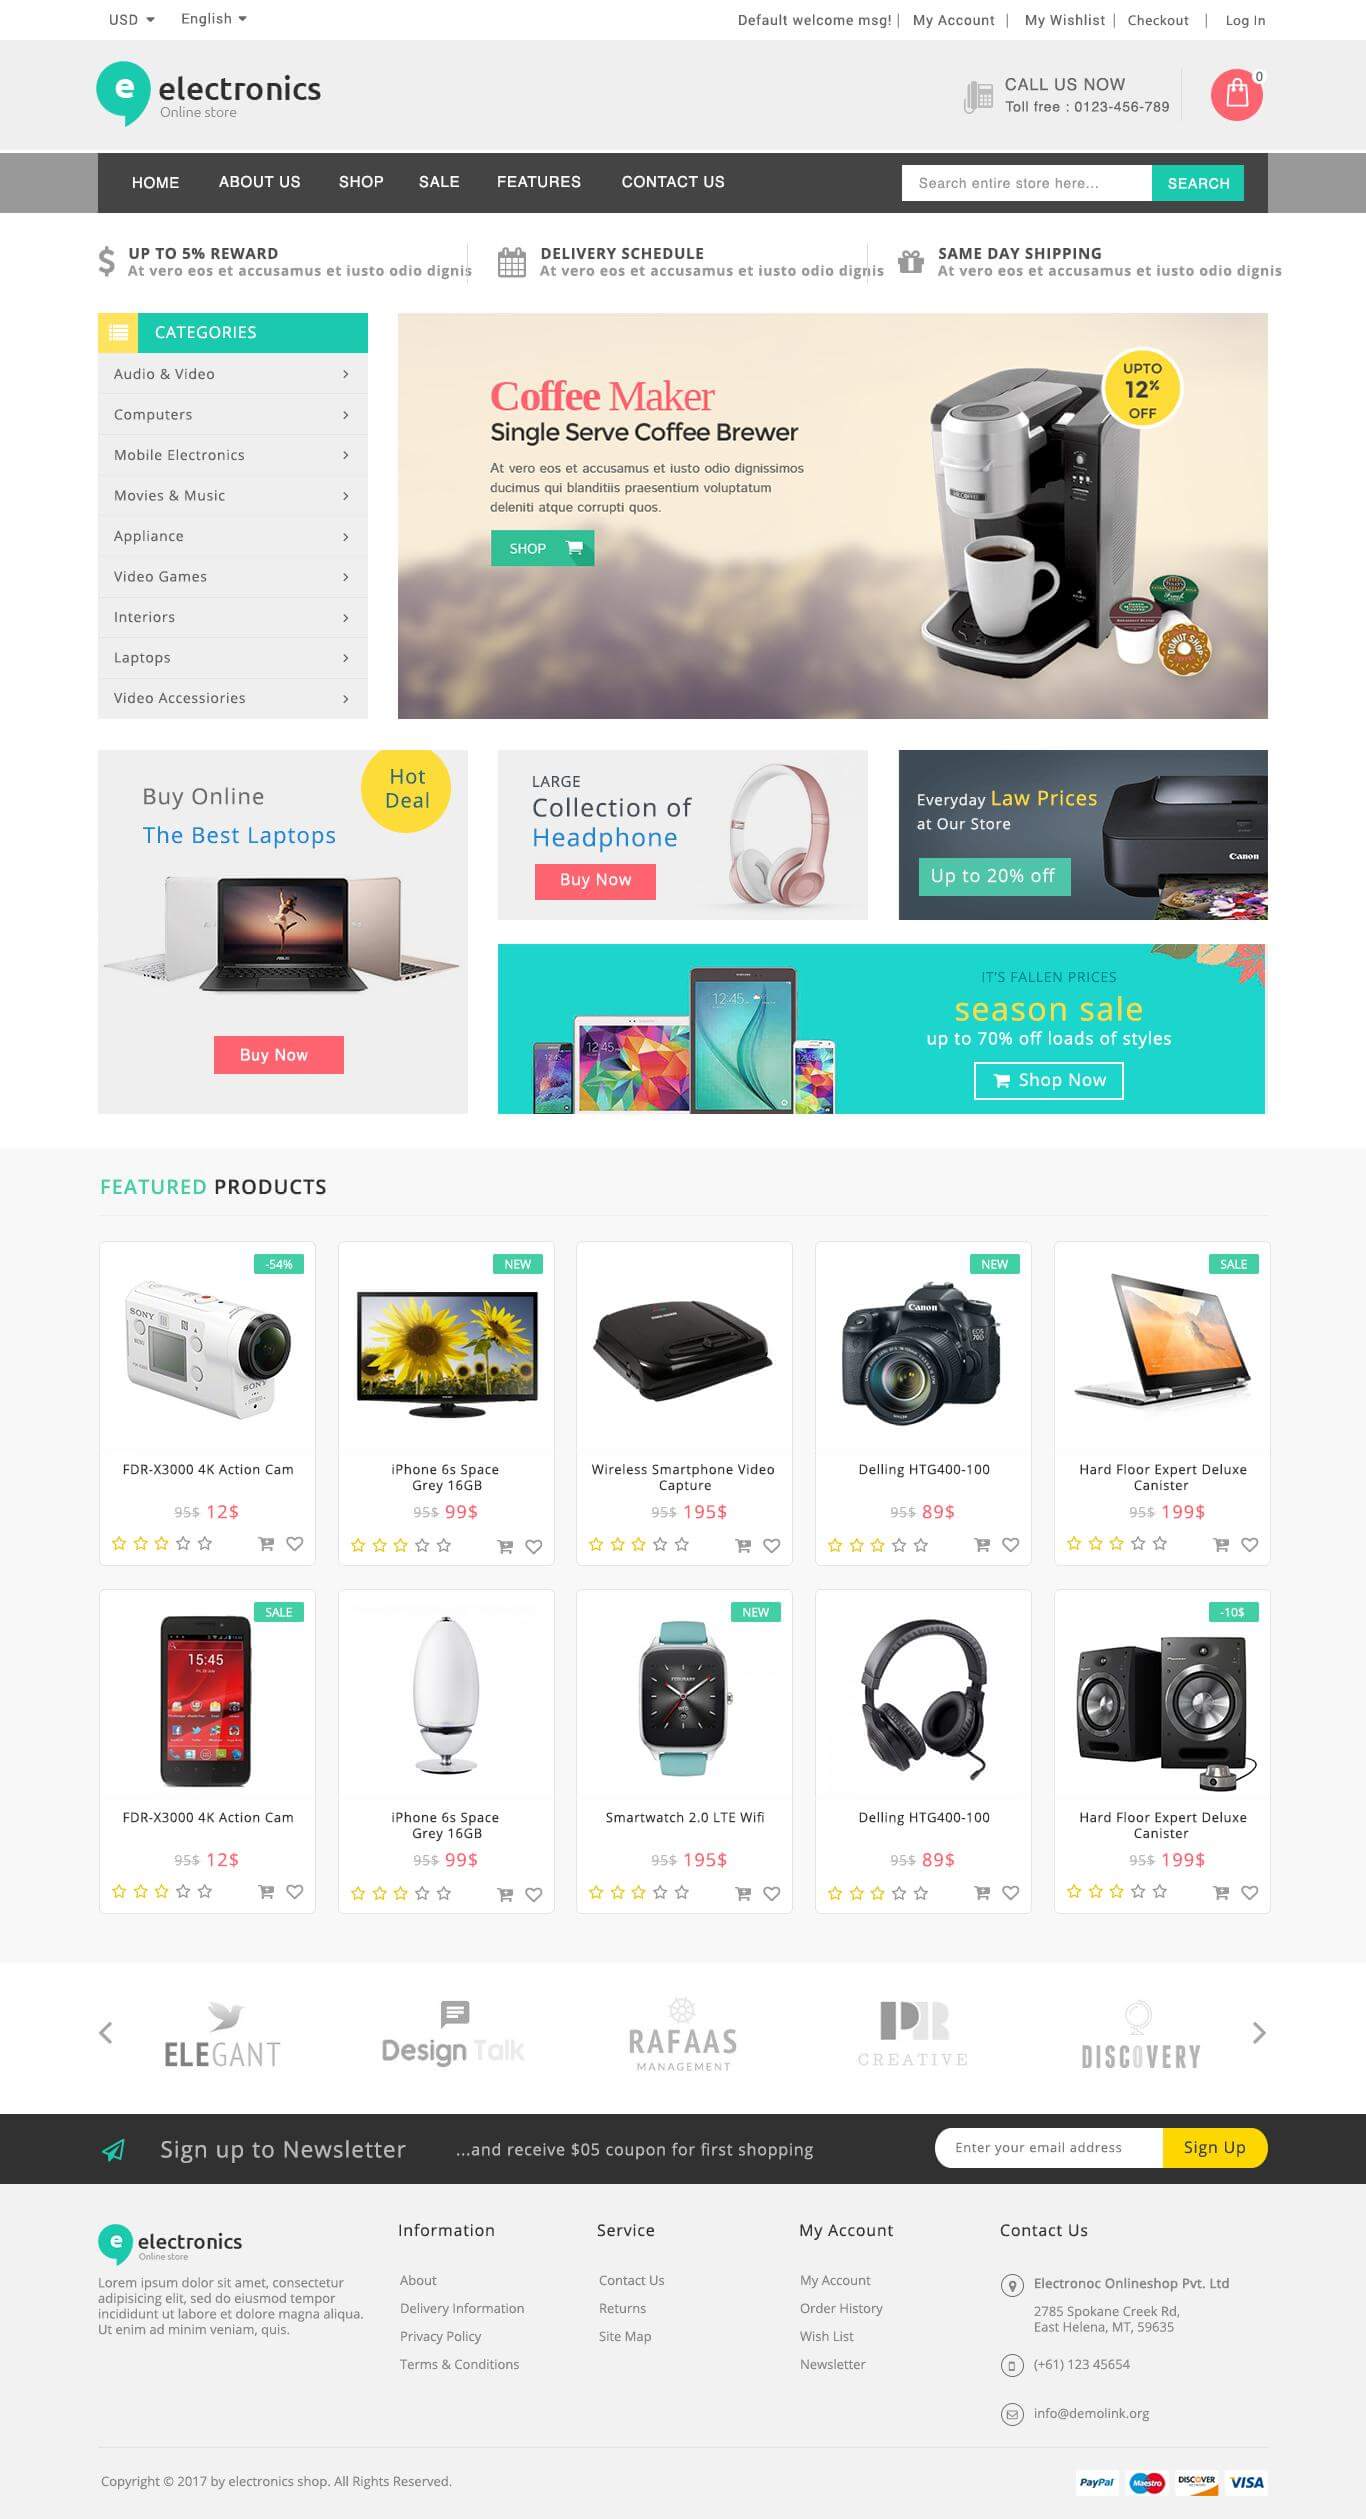 USD
English
Default welcome msg! | My Account | My Wishlist | Checkout | Log In
e electronics
Online store
CALL US NOW
Toll free : 0123-456-789
0
HOME ABOUT US SHOP SALE FEATURES CONTACT US
Search entire store here...
SEARCH
UP TO 5% REWARD
At vero eos et accusamus et iusto odio dignis
DELIVERY SCHEDULE
At vero eos et accusamus et iusto odio dignis
SAME DAY SHIPPING
At vero eos et accusamus et iusto odio dignis
CATEGORIES
Audio & Video
Computers
Mobile Electronics
Movies & Music
Appliance
Video Games
Interiors
Laptops
Video Accessiories
Coffee Maker
Single Serve Coffee Brewer
At vero eos et accusamus et iusto odio dignissimos
ducimus qui blanditiis praesentium voluptatum
deleniti atque corrupti quos.
SHOP
UPTO
12%
OFF
DONUT SHOP
Buy Online
The Best Laptops
Hot
Deal
ASUS
Buy Now
LARGE
Collection of
Headphone
Buy Now
Everyday Law Prices
at Our Store
Up to 20% off
Canon
12:45
12:45
IT'S FALLEN PRICES
season sale
up to 70% off loads of styles
Shop Now
FEATURED PRODUCTS
-54%
SONY
SONY
FDR-X3000 4K Action Cam
95$ 12$
NEW
iPhone 6s Space
Grey 16GB
95$ 99$
Wireless Smartphone Video
Capture
95$ 195$
NEW
Canon
EOS
70D
Delling HTG400-100
95$ 89$
SALE
Hard Floor Expert Deluxe
Canister
95$ 199$
SALE
15:45
FDR-X3000 4K Action Cam
95$ 12$
iPhone 6s Space
Grey 16GB
95$ 99$
NEW
Smartwatch 2.0 LTE Wifi
95$ 195$
Delling HTG400-100
95$ 89$
-10$
Pioneer
Hard Floor Expert Deluxe
Canister
95$ 199$
ELEGANT
Design Talk
RAFAAS
MANAGEMENT
PR
CREATIVE
DISCOVERY
Sign up to Newsletter
...and receive $05 coupon for first shopping
Enter your email address
Sign Up
e electronics
Online store
Lorem ipsum dolor sit amet, consectetur
adipisicing elit, sed do eiusmod tempor
incididunt ut labore et dolore magna aliqua.
Ut enim ad minim veniam, quis.
Information
About
Delivery Information
Privacy Policy
Terms & Conditions
Service
Contact Us
Returns
Site Map
My Account
My Account
Order History
Wish List
Newsletter
Contact Us
Electronoc Onlineshop Pvt. Ltd
2785 Spokane Creek Rd,
East Helena, MT, 59635
(+61) 123 45654
info@demolink.org
Copyright © 2017 by electronics shop. All Rights Reserved.
PayPal
Maestro
DISCOVER
VISA